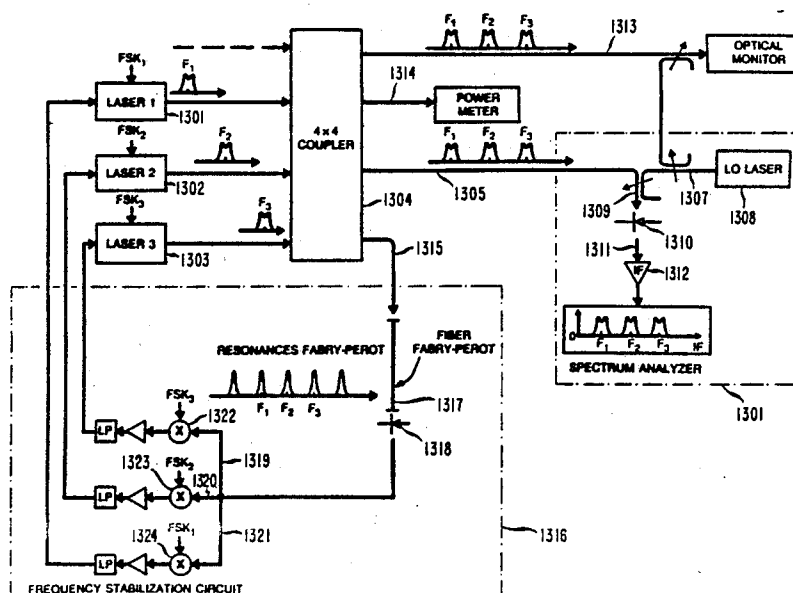 F₁ F₂ F₃
1313
OPTICAL
MONITOR
FSK₁
F₁
LASER 1
1301
1314
POWER
METER
4 x 4
COUPLER
FSK₂
F₂
LASER 2
1302
F₁ F₂ F₃
1305
1304
1309
1307
LO LASER
1308
1310
FSK₃
F₃
LASER 3
1303
1315
1311
IF
1312
0
F₁ F₂ F₃
IF
SPECTRUM ANALYZER
1301
RESONANCES FABRY-PEROT
FIBER
FABRY-PEROT
F₁ F₂ F₃
1317
1318
FSK₃
1322
LP
X
1319
FSK₂
1323
1320
LP
X
FSK₁
1324
1321
LP
X
1316
FREQUENCY STABILIZATION CIRCUIT